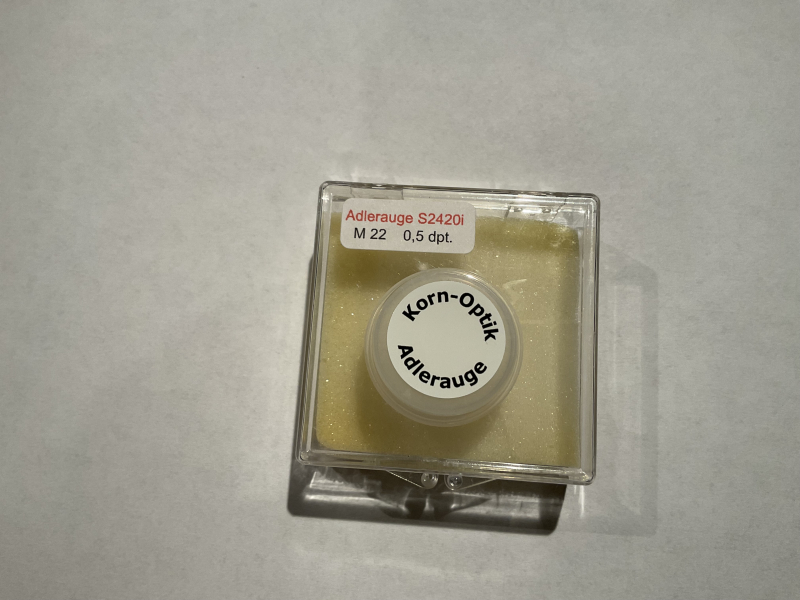 Adlerauge S2420i
M 22 0,5 dpt.
Korn-Optik
Adlerauge